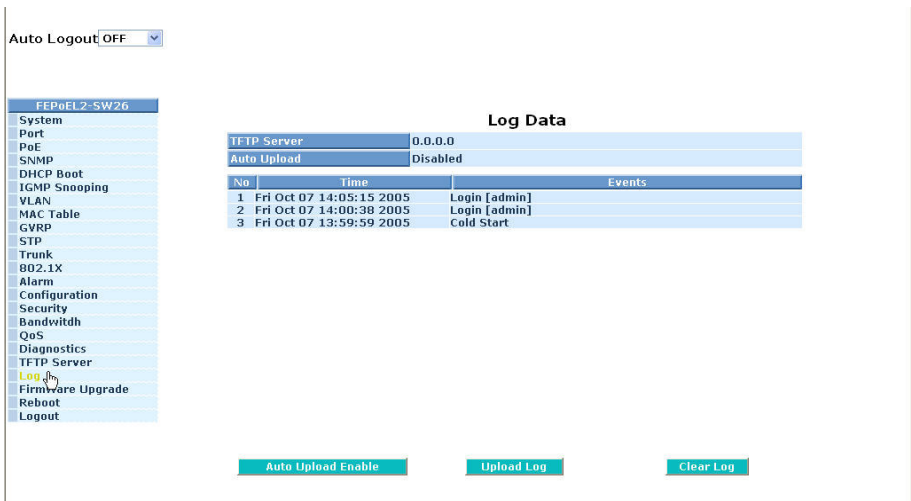 Auto Logout OFF
FEPoEL2-SW26
System
Port
PoE
SNMP
DHCP Boot
IGMP Snooping
VLAN
MAC Table
GVRP
STP
Trunk
802.1X
Alarm
Configuration
Security
Bandwitdh
QoS
Diagnostics
TFTP Server
Log
Firmware Upgrade
Reboot
Logout
Log Data
TFTP Server 0.0.0.0
Auto Upload Disabled
No Time Events
1 Fri Oct 07 14:05:15 2005 Login [admin]
2 Fri Oct 07 14:00:38 2005 Login [admin]
3 Fri Oct 07 13:59:59 2005 Cold Start
Auto Upload Enable Upload Log Clear Log